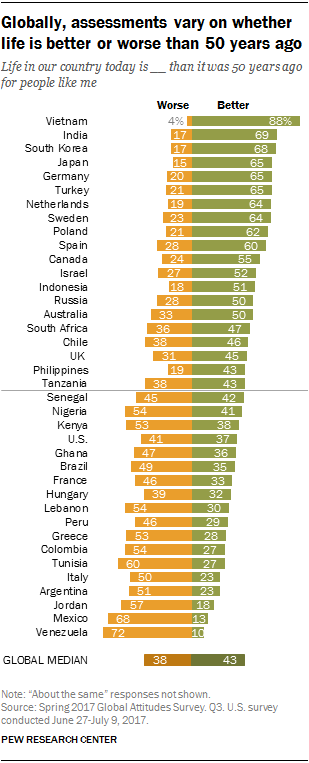 Globally, assessments vary on whether
life is better or worse than 50 years ago
Life in our country today is __ than it was 50 years ago
for people like me
Worse Better
Vietnam 4% 88%
India 17 69
South Korea 17 68
Japan 15 65
Germany 20 65
Turkey 21 65
Netherlands 19 64
Sweden 23 64
Poland 21 62
Spain 28 60
Canada 24 55
Israel 27 52
Indonesia 18 51
Russia 28 50
Australia 33 50
South Africa 36 47
Chile 38 46
UK 31 45
Philippines 19 43
Tanzania 38 43
Senegal 45 42
Nigeria 54 41
Kenya 53 38
U.S. 41 37
Ghana 47 36
Brazil 49 35
France 46 33
Hungary 39 32
Lebanon 54 30
Peru 46 29
Greece 53 28
Colombia 54 27
Tunisia 60 27
Italy 50 23
Argentina 51 23
Jordan 57 18
Mexico 68 13
Venezuela 72 10
GLOBAL MEDIAN 38 43
Note: “About the same” responses not shown.
Source: Spring 2017 Global Attitudes Survey. Q3. U.S. survey
conducted June 27-July 9, 2017.
PEW RESEARCH CENTER